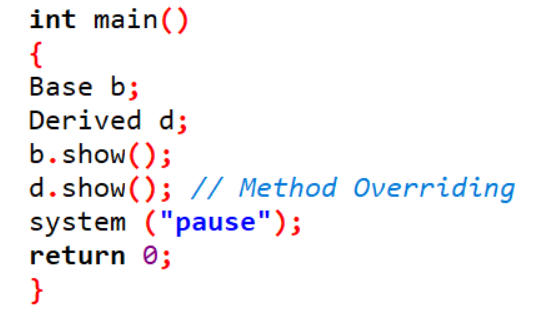 int main()
{
Base b;
Derived d;
b.show();
d.show(); // Method Overriding
system ("pause");
return 0;
}